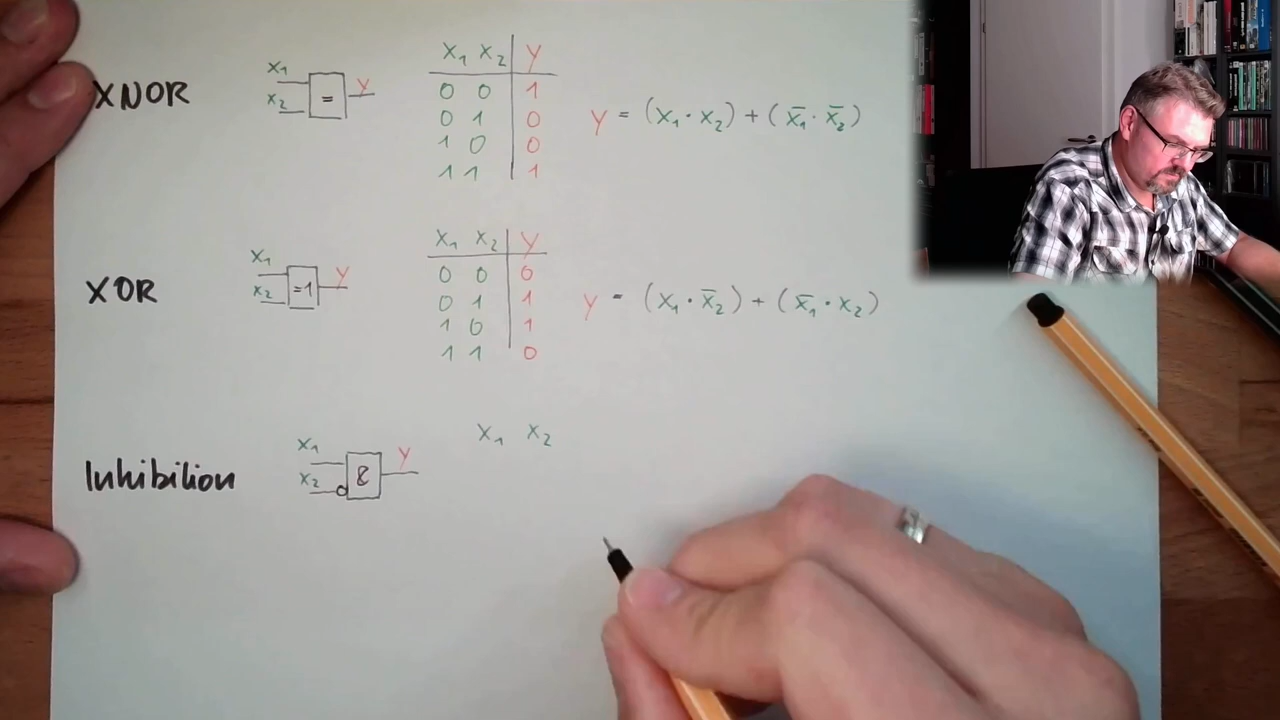 XNOR
x₁
x₂
=
y
x₁ x₂ y
0 0 1
0 1 0
1 0 0
1 1 1
y = (x₁ · x₂) + (x̄₁ · x̄₂)
XOR
x₁
x₂
=1
y
x₁ x₂ y
0 0 0
0 1 1
1 0 1
1 1 0
y = (x₁ · x̄₂) + (x̄₁ · x₂)
Inhibition
x₁
x₂
&
y
x₁ x₂